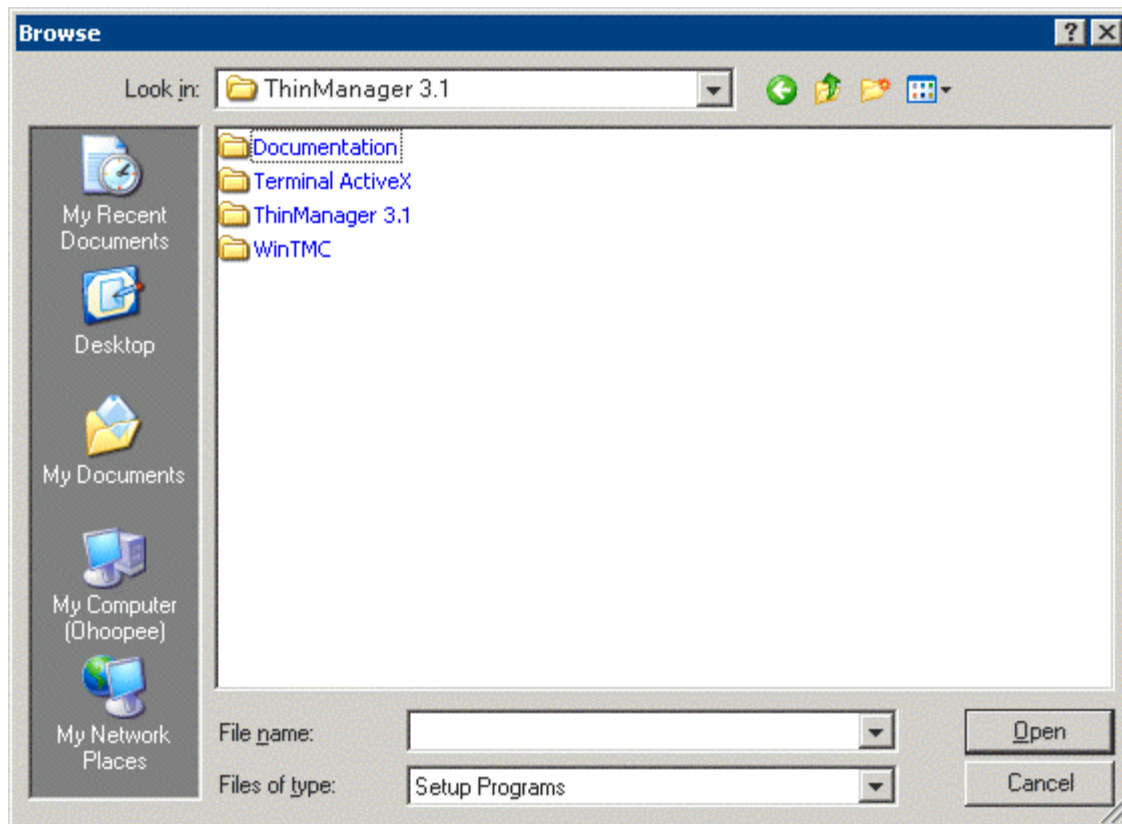 Browse
Look in:
ThinManager 3.1
Documentation
Terminal ActiveX
ThinManager 3.1
WinTMC
My Recent
Documents
Desktop
My Documents
My Computer
(Ohoopee)
My Network
Places
File name:
Open
Files of type:
Setup Programs
Cancel